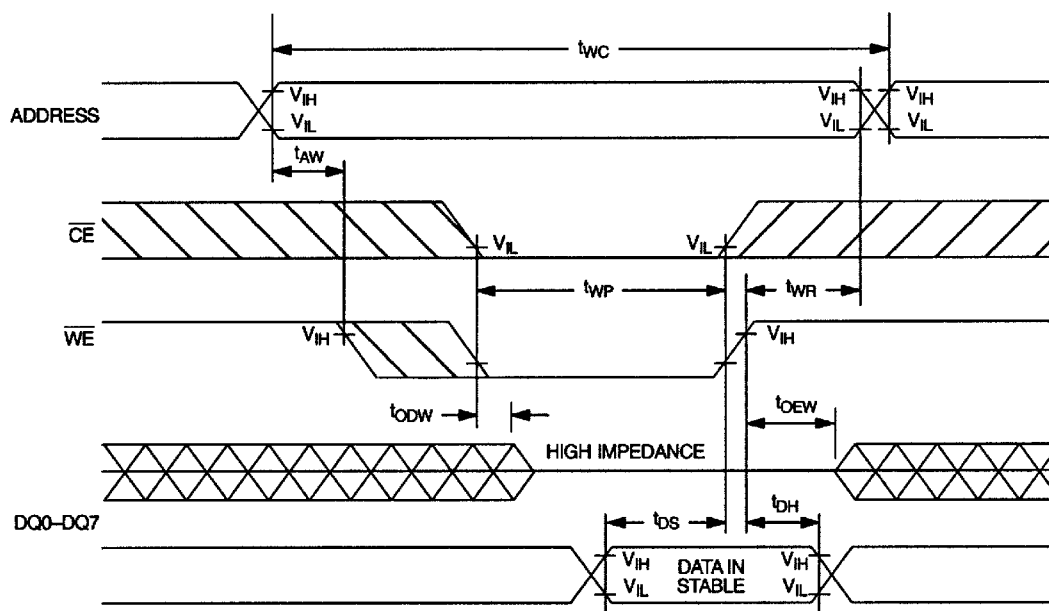 tWC
ADDRESS
VIH VIH VIH
VIL VIL VIL
tAW
CE
VIL VIL
tWP tWR
WE
VIH VIH
tODW
tOEW
HIGH IMPEDANCE
DQ0–DQ7
tDS tDH
VIH DATA IN VIH
VIL STABLE VIL